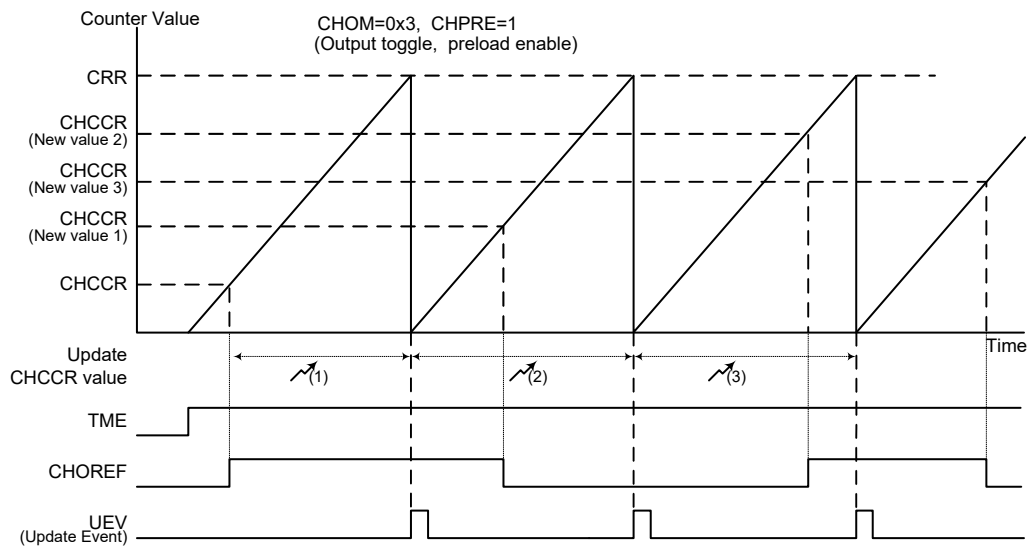 Counter Value
CHOM=0x3, CHPRE=1
(Output toggle, preload enable)
CRR
CHCCR
(New value 2)
CHCCR
(New value 3)
CHCCR
(New value 1)
CHCCR
Time
Update
CHCCR value
(1)
(2)
(3)
TME
CHOREF
UEV
(Update Event)